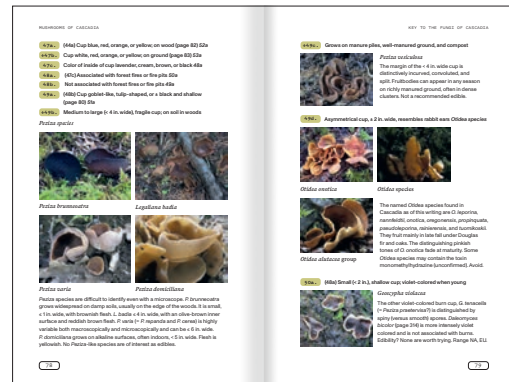 MUSHROOMS OF CASCADIA
47a. (44a) Cup blue, red, orange, or yellow; on wood (page 82) 52a
47b. Cup white, red, orange, or yellow; on ground (page 83) 53a
47c. Color of inside of cup lavender, cream, brown, or black 48a
48a. (47c) Associated with forest fires or fire pits 50a
48b. Not associated with forest fires or fire pits 49a
49a. (48b) Cup goblet-like, tulip-shaped, or ± black and shallow
(page 80) 51a
49b. Medium to large (< 4 in. wide), fragile cup; on soil in woods
Peziza species
Peziza brunneoatra
Legaliana badia
Peziza varia
Peziza domiciliana
Peziza species are difficult to identify even with a microscope. P. brunneoatra
grows widespread on damp soils, usually on the edge of the woods. It is small,
≤ 1 in. wide, with brownish flesh. L. badia ≤ 4 in. wide, with an olive-brown inner
surface and reddish brown flesh. P. varia (= P. repanda and P. cerea) is highly
variable both macroscopically and microscopically and can be ≤ 6 in. wide.
P. domiciliana grows on alkaline surfaces, often indoors, < 5 in. wide. Flesh is
yellowish. No Peziza-like species are of interest as edibles.
78
KEY TO THE FUNGI OF CASCADIA
49c. Grows on manure piles, well-manured ground, and compost
Peziza vesiculosa
The margin of the < 4 in. wide cup is
distinctively incurved, convoluted, and
split. Fruitbodies can appear in any season
on richly manured ground, often in dense
clusters. Not a recommended edible.
49d. Asymmetrical cup, ≤ 2 in. wide, resembles rabbit ears Otidea species
Otidea onotica
Otidea species
Otidea alutacea group
The named Otidea species found in
Cascadia as of this writing are O. leporina,
nannfeldtii, onotica, oregonensis, propinquata,
pseudoleporina, rainierensis, and tuomikoskii.
They fruit mainly in late fall under Douglas
fir and oaks. The distinguishing pinkish
tones of O. onotica fade at maturity. Some
Otidea species may contain the toxin
monomethylhydrazine (unconfirmed). Avoid.
50a. (48a) Small (< 2 in.), shallow cup; violet-colored when young
Geoscypha violacea
The other violet-colored burn cup, G. tenacella
(= Peziza praetervisa?) is distinguished by
spiny (versus smooth) spores. Daleomyces
bicolor (page 314) is more intensely violet
colored and is not associated with burns.
Edibility? None are worth trying. Range NA, EU.
79